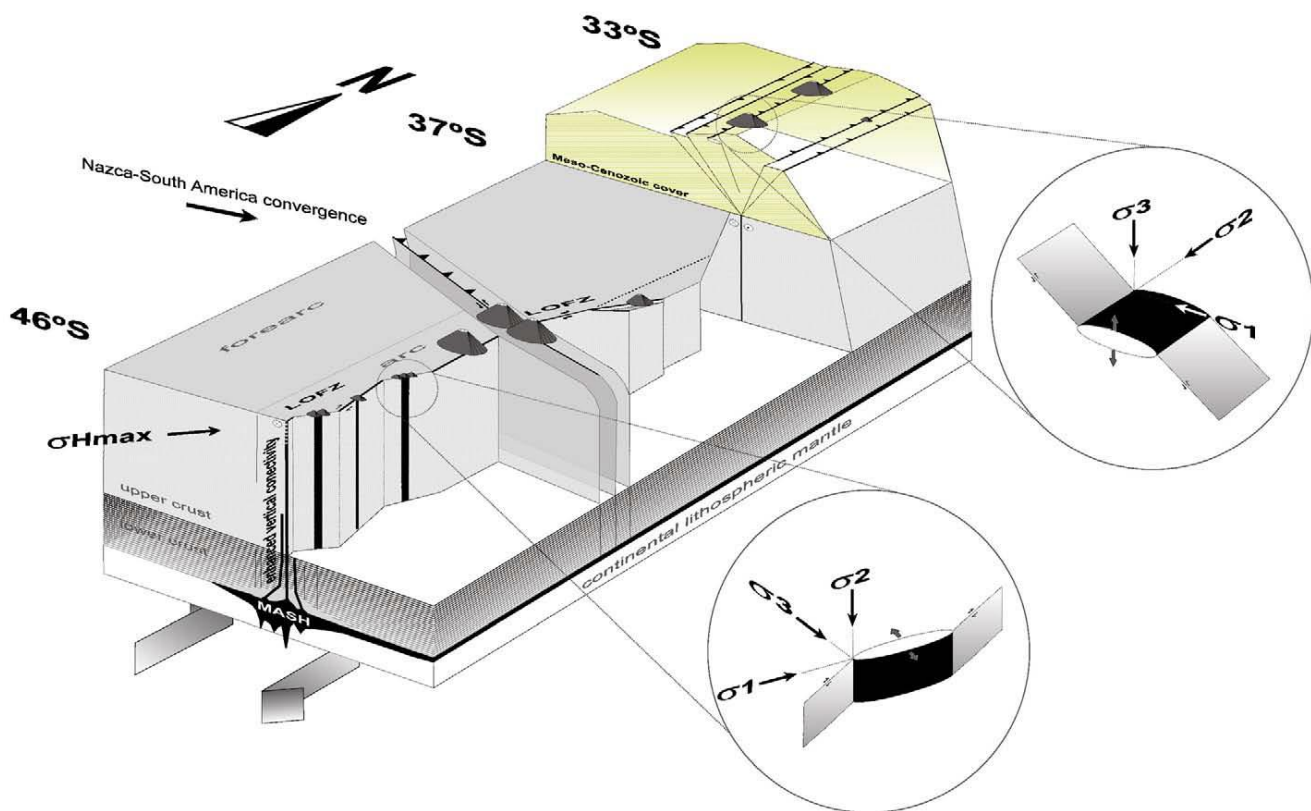 33ºS
N
37ºS
Nazca-South America convergence
Meso-Cenozoic cover
46ºS
forearc
arc
LOFZ
LOFZ
σHmax
upper crust
lower crust
enhanced vertical conectivity
MASH
continental lithospheric mantle
σ3
σ2
σ1
σ2
σ3
σ1